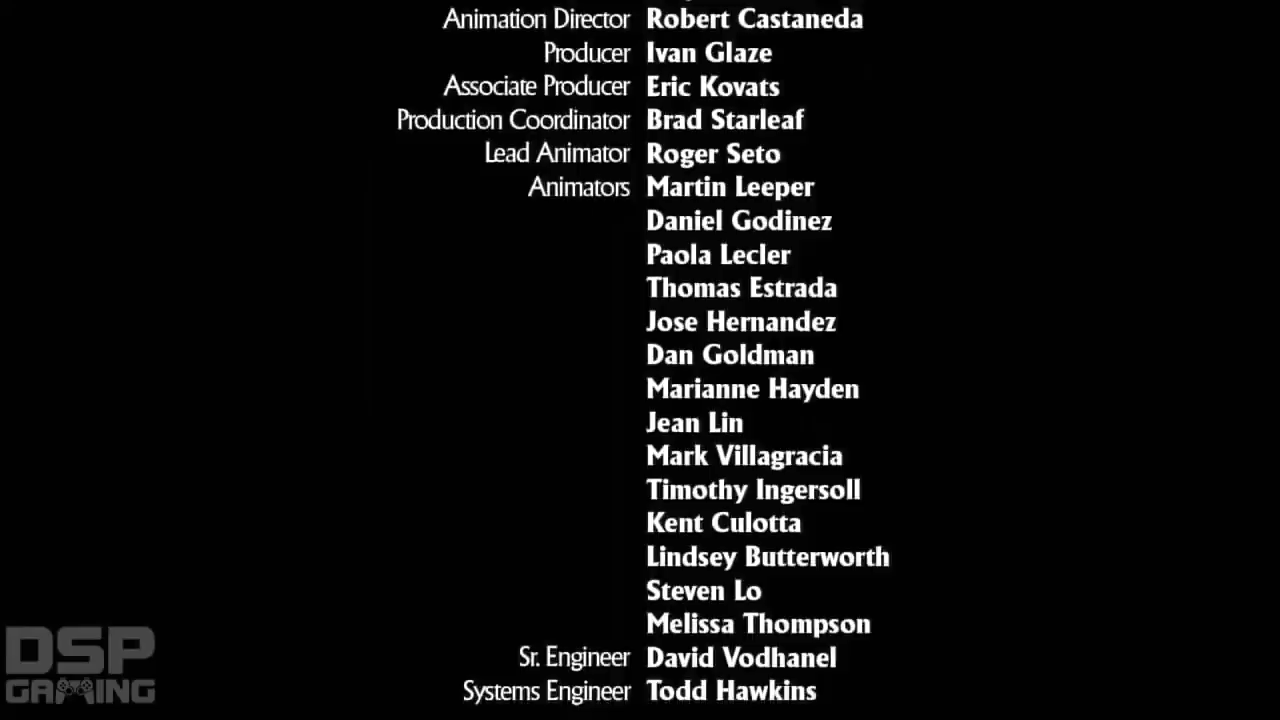 Animation Director Robert Castaneda
Producer Ivan Glaze
Associate Producer Eric Kovats
Production Coordinator Brad Starleaf
Lead Animator Roger Seto
Animators Martin Leeper
Daniel Godinez
Paola Lecler
Thomas Estrada
Jose Hernandez
Dan Goldman
Marianne Hayden
Jean Lin
Mark Villagracia
Timothy Ingersoll
Kent Culotta
Lindsey Butterworth
Steven Lo
Melissa Thompson
Sr. Engineer David Vodhanel
Systems Engineer Todd Hawkins
DSP
GAMING